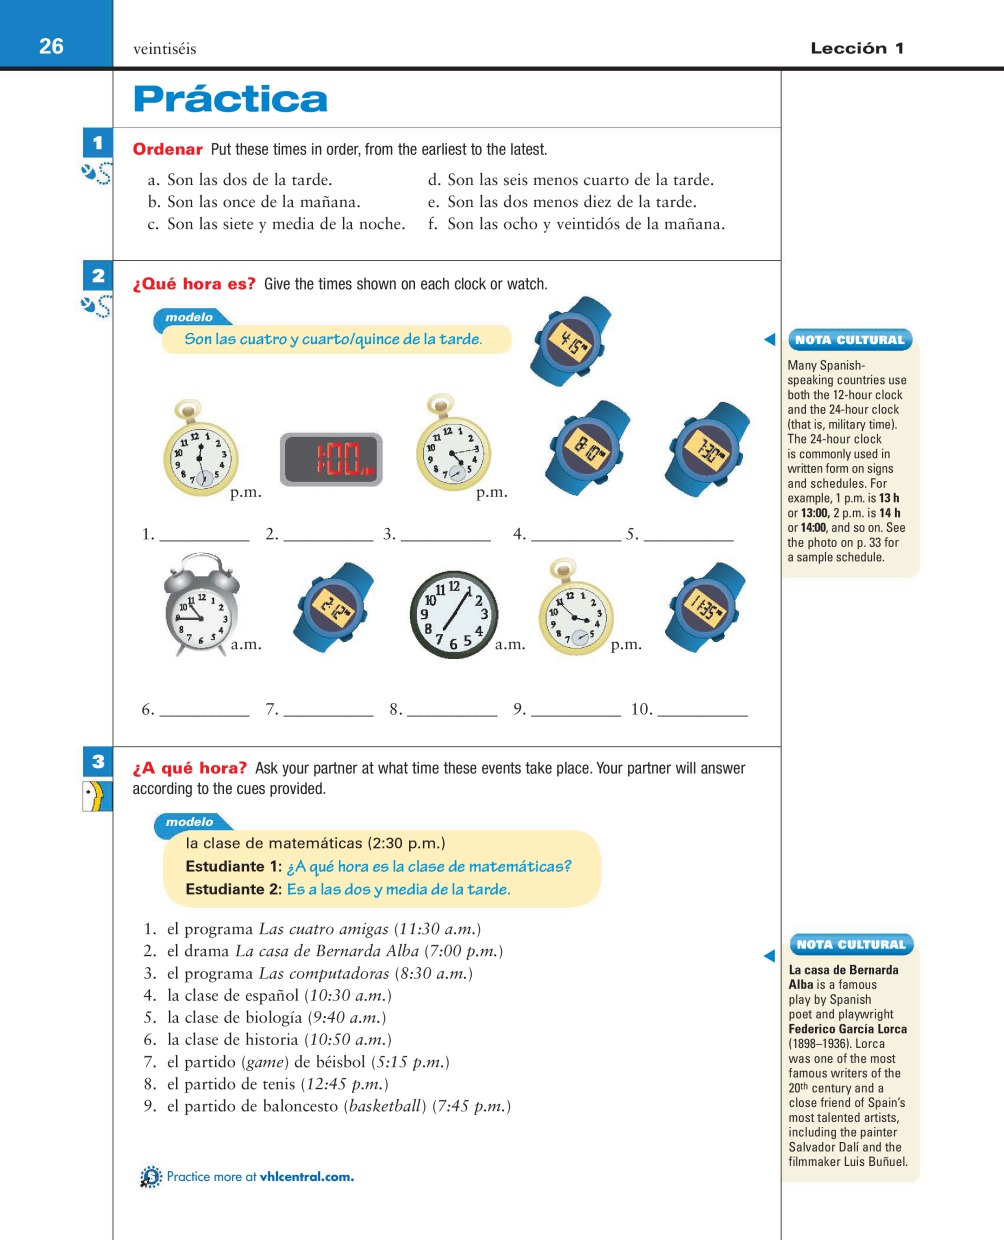 26
veintiséis
Lección 1
Práctica
1
Ordenar Put these times in order, from the earliest to the latest.
a. Son las dos de la tarde.
b. Son las once de la mañana.
c. Son las siete y media de la noche.
d. Son las seis menos cuarto de la tarde.
e. Son las dos menos diez de la tarde.
f. Son las ocho y veintidós de la mañana.
2
¿Qué hora es? Give the times shown on each clock or watch.
modelo
Son las cuatro y cuarto/quince de la tarde.
4:15
p.m.
1:00
p.m.
8:10
7:30
1. __________ 2. __________ 3. __________ 4. __________ 5. __________
a.m.
2:12
a.m.
p.m.
11:35
6. __________ 7. __________ 8. __________ 9. __________ 10. __________
3
¿A qué hora? Ask your partner at what time these events take place. Your partner will answer
according to the cues provided.
modelo
la clase de matemáticas (2:30 p.m.)
Estudiante 1: ¿A qué hora es la clase de matemáticas?
Estudiante 2: Es a las dos y media de la tarde.
1. el programa Las cuatro amigas (11:30 a.m.)
2. el drama La casa de Bernarda Alba (7:00 p.m.)
3. el programa Las computadoras (8:30 a.m.)
4. la clase de español (10:30 a.m.)
5. la clase de biología (9:40 a.m.)
6. la clase de historia (10:50 a.m.)
7. el partido (game) de béisbol (5:15 p.m.)
8. el partido de tenis (12:45 p.m.)
9. el partido de baloncesto (basketball) (7:45 p.m.)
Practice more at vhlcentral.com.
NOTA CULTURAL
Many Spanish-
speaking countries use
both the 12-hour clock
and the 24-hour clock
(that is, military time).
The 24-hour clock
is commonly used in
written form on signs
and schedules. For
example, 1 p.m. is 13 h
or 13:00, 2 p.m. is 14 h
or 14:00, and so on. See
the photo on p. 33 for
a sample schedule.
NOTA CULTURAL
La casa de Bernarda
Alba is a famous
play by Spanish
poet and playwright
Federico García Lorca
(1898–1936). Lorca
was one of the most
famous writers of the
20th century and a
close friend of Spain's
most talented artists,
including the painter
Salvador Dalí and the
filmmaker Luis Buñuel.